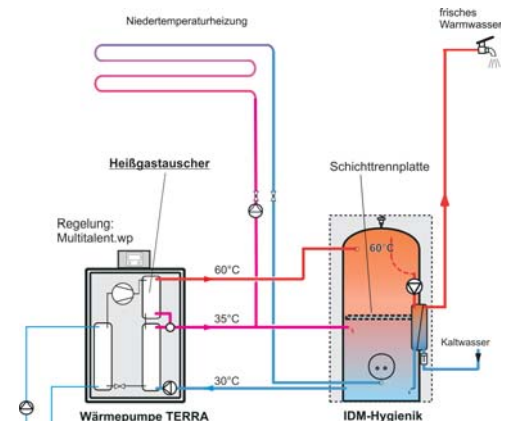 frisches
Warmwasser
Niedertemperaturheizung
Heißgastauscher
Schichttrennplatte
Regelung:
Multitalent.wp
60°C
60°C
35°C
Kaltwasser
30°C
Wärmepumpe TERRA
IDM-Hygienik